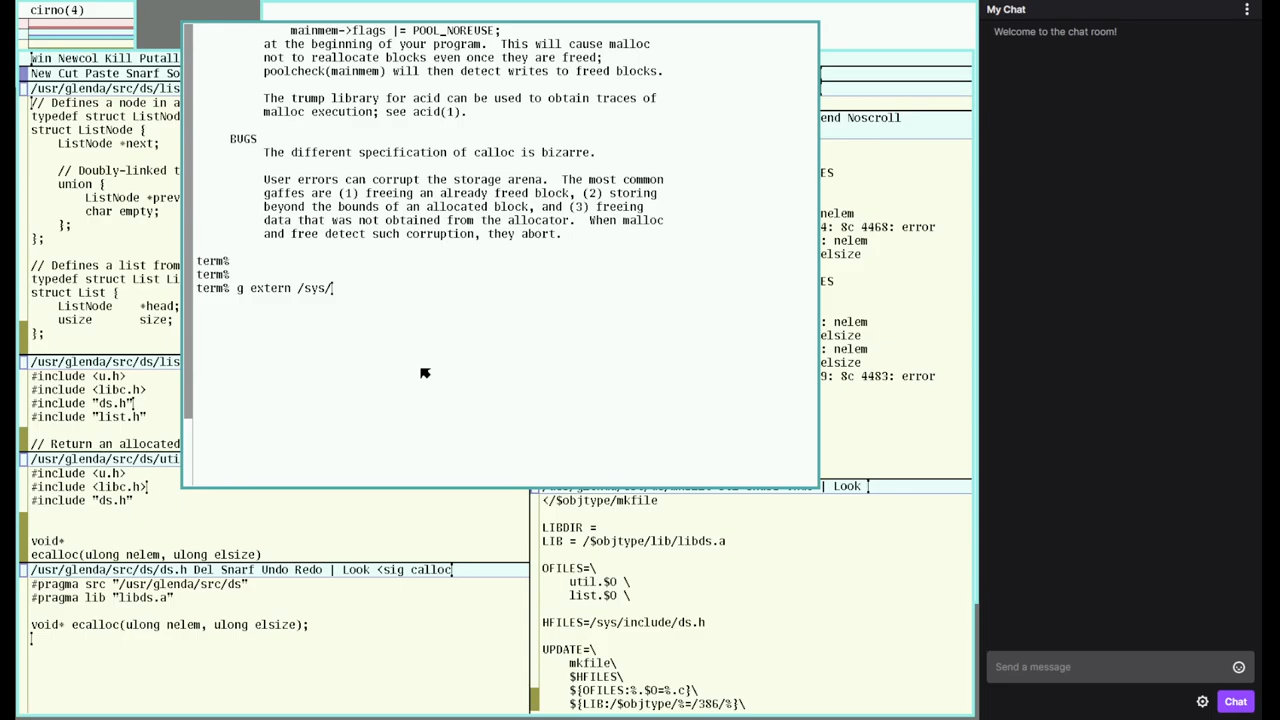 cirno(4)
mainmem->flags |= POOL_NOREUSE;
at the beginning of your program.  This will cause malloc
not to reallocate blocks even once they are freed;
poolcheck(mainmem) will then detect writes to freed blocks.
The trump library for acid can be used to obtain traces of
malloc execution; see acid(1).
BUGS
The different specification of calloc is bizarre.
User errors can corrupt the storage arena.  The most common
gaffes are (1) freeing an already freed block, (2) storing
beyond the bounds of an allocated block, and (3) freeing
data that was not obtained from the allocator.  When malloc
and free detect such corruption, they abort.
term%
term%
term% g extern /sys/
win Newcol Kill Putall
New Cut Paste Snarf So
/usr/glenda/src/ds/lis
// Defines a node in a
typedef struct ListNod
struct ListNode {
ListNode *next;
// Doubly-linked t
union {
ListNode *prev
char empty;
};
};
// Defines a list from
typedef struct List Li
struct List {
ListNode    *head;
usize      size;
};
/usr/glenda/src/ds/lis
#include <u.h>
#include <libc.h>
#include "ds.h"
#include "list.h"
// Return an allocated
/usr/glenda/src/ds/uti
#include <u.h>
#include <libc.h>
#include "ds.h"
void*
ecalloc(ulong nelem, ulong elsize)
/usr/glenda/src/ds/ds.h Del Snarf Undo Redo | Look <sig calloc
#pragma src "/usr/glenda/src/ds"
#pragma lib "libds.a"
void* ecalloc(ulong nelem, ulong elsize);
end Noscroll
ES
nelem
4: 8c 4468: error
: nelem
elsize
ES
: nelem
elsize
: nelem
elsize
9: 8c 4483: error
| Look
</$objtype/mkfile
LIBDIR =
LIB = /$objtype/lib/libds.a
OFILES=\
util.$O \
list.$O \
HFILES=/sys/include/ds.h
UPDATE=\
mkfile\
$HFILES\
${OFILES:%.$O=%.c}\
${LIB:/$objtype/%=/386/%}\
My Chat
Welcome to the chat room!
Send a message
Chat